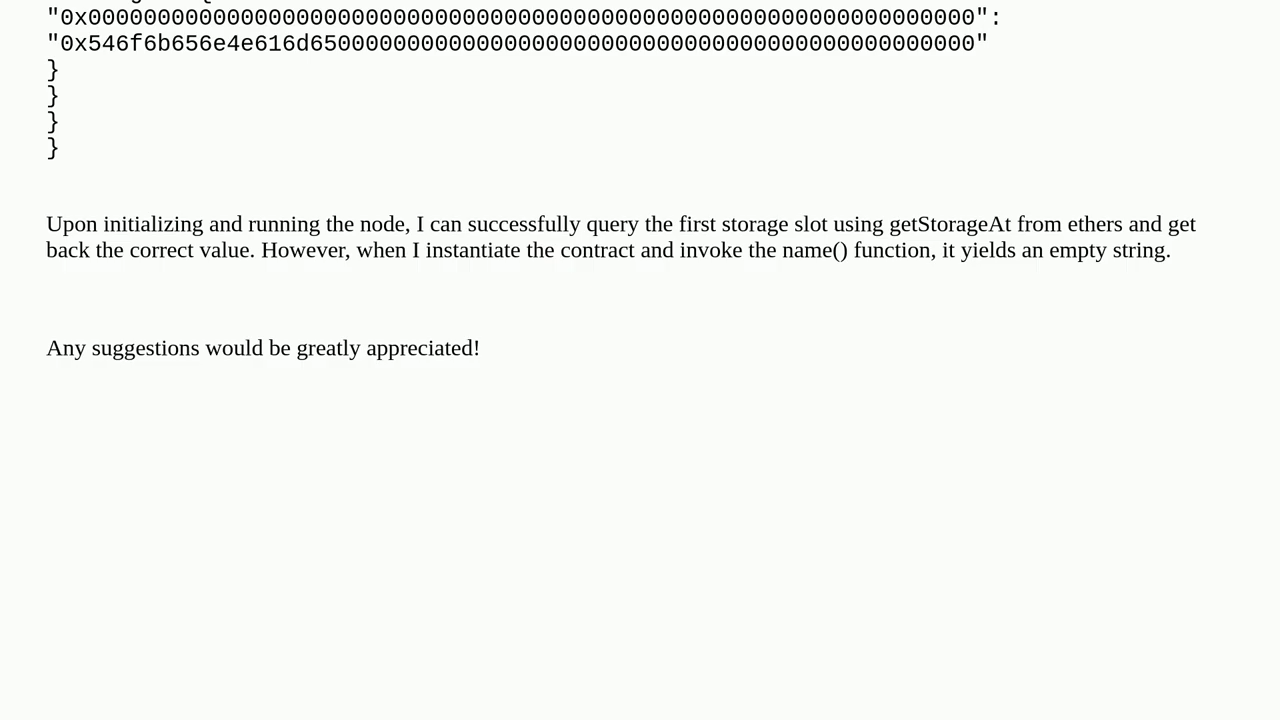 "0x0000000000000000000000000000000000000000000000000000000000000000":
"0x546f6b656e4e616d650000000000000000000000000000000000000000000000"
}
}
}
}
Upon initializing and running the node, I can successfully query the first storage slot using getStorageAt from ethers and get
back the correct value. However, when I instantiate the contract and invoke the name() function, it yields an empty string.
Any suggestions would be greatly appreciated!